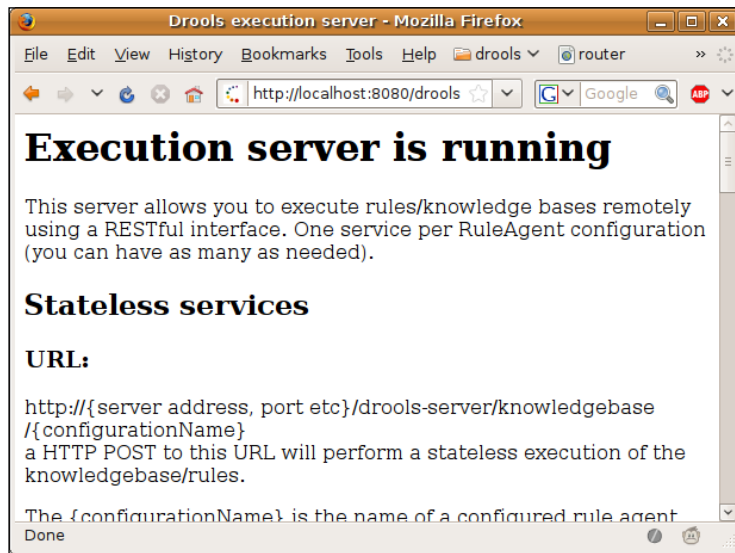 Drools execution server - Mozilla Firefox
File Edit View History Bookmarks Tools Help drools router »
http://localhost:8080/drools G Google ABP
Execution server is running
This server allows you to execute rules/knowledge bases remotely
using a RESTful interface. One service per RuleAgent configuration
(you can have as many as needed).
Stateless services
URL:
http://{server address, port etc}/drools-server/knowledgebase
/{configurationName}
a HTTP POST to this URL will perform a stateless execution of the
knowledgebase/rules.
The {configurationName} is the name of a configured rule agent
Done